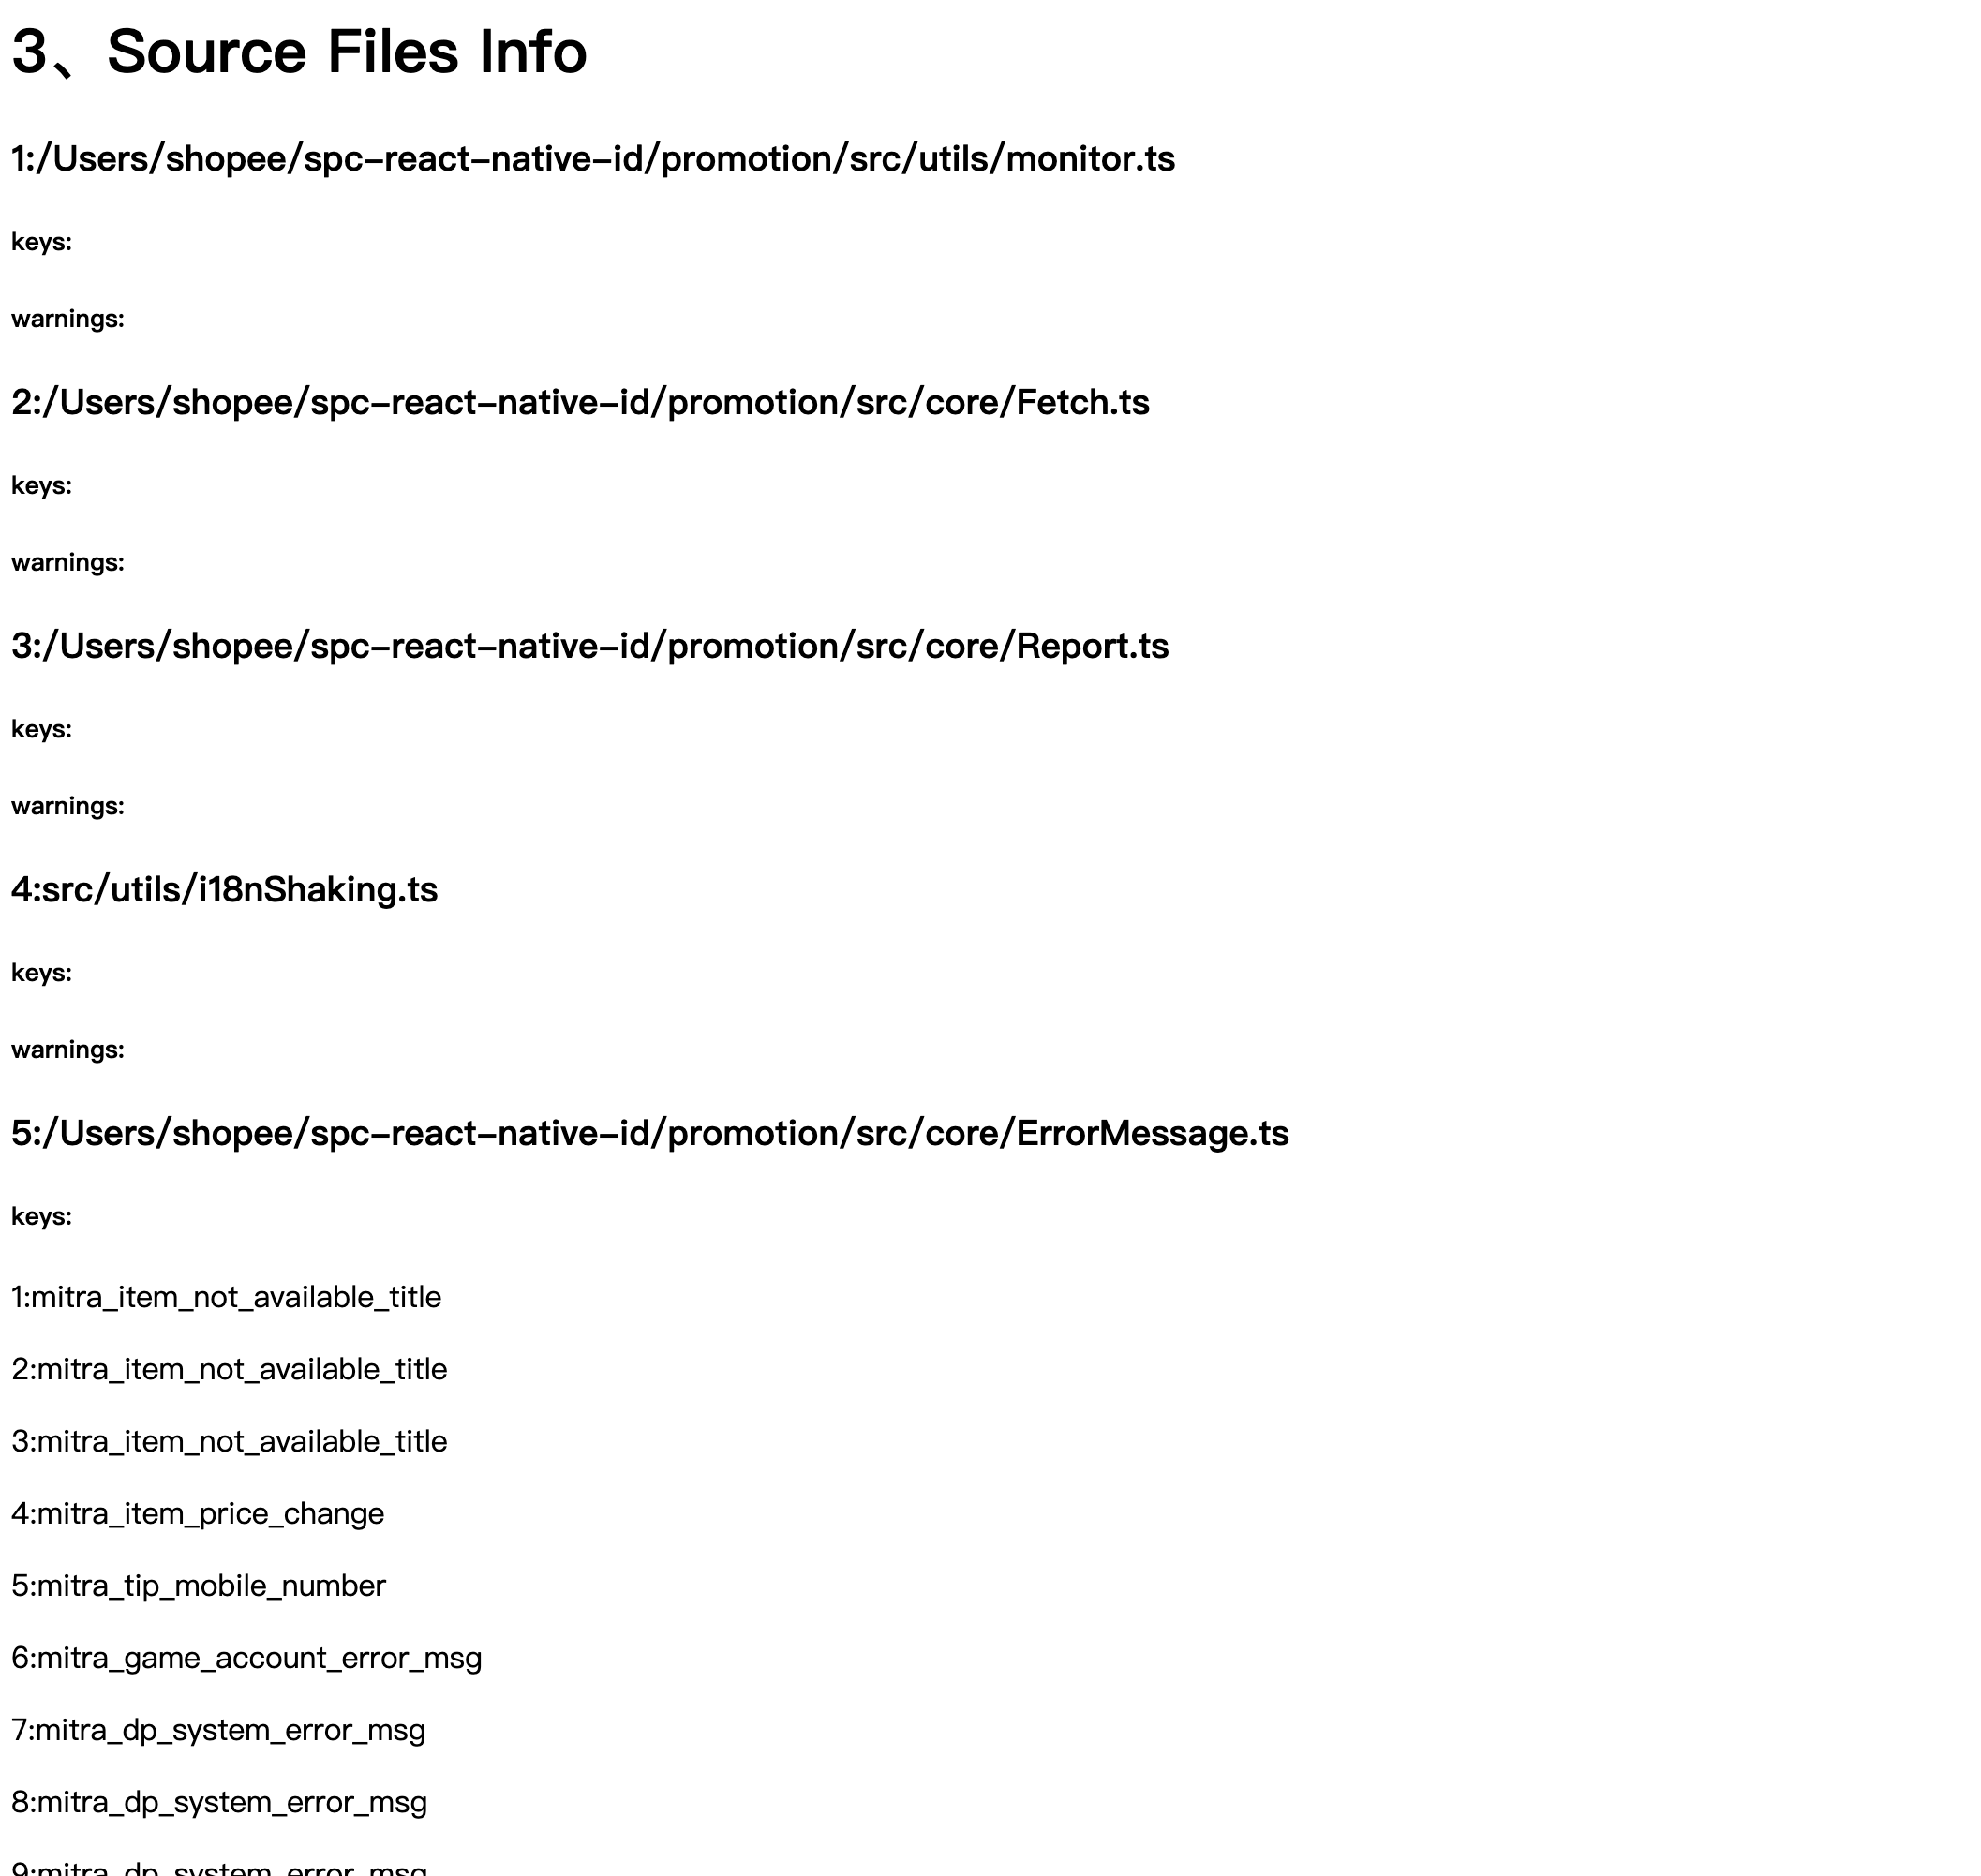 3、Source Files Info
1:/Users/shopee/spc-react-native-id/promotion/src/utils/monitor.ts
keys:
warnings:
2:/Users/shopee/spc-react-native-id/promotion/src/core/Fetch.ts
keys:
warnings:
3:/Users/shopee/spc-react-native-id/promotion/src/core/Report.ts
keys:
warnings:
4:src/utils/i18nShaking.ts
keys:
warnings:
5:/Users/shopee/spc-react-native-id/promotion/src/core/ErrorMessage.ts
keys:
1:mitra_item_not_available_title
2:mitra_item_not_available_title
3:mitra_item_not_available_title
4:mitra_item_price_change
5:mitra_tip_mobile_number
6:mitra_game_account_error_msg
7:mitra_dp_system_error_msg
8:mitra_dp_system_error_msg
9:mitra_dp_system_error_msg